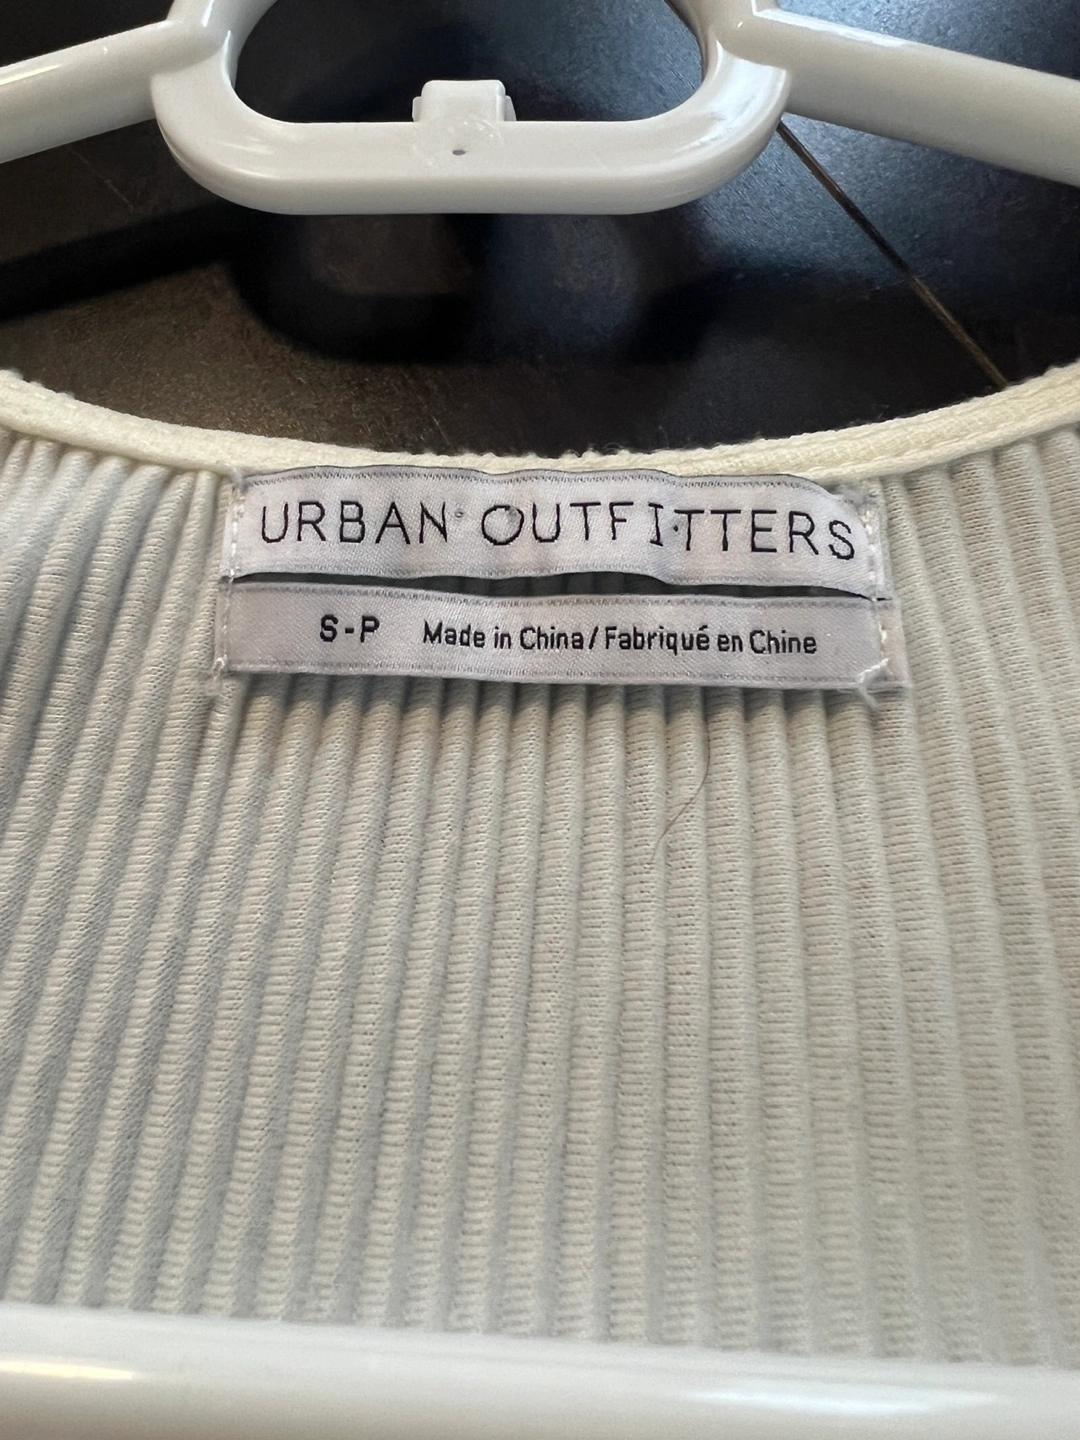 URBAN OUTFITTERS
S-P Made in China/Fabriqué en Chine